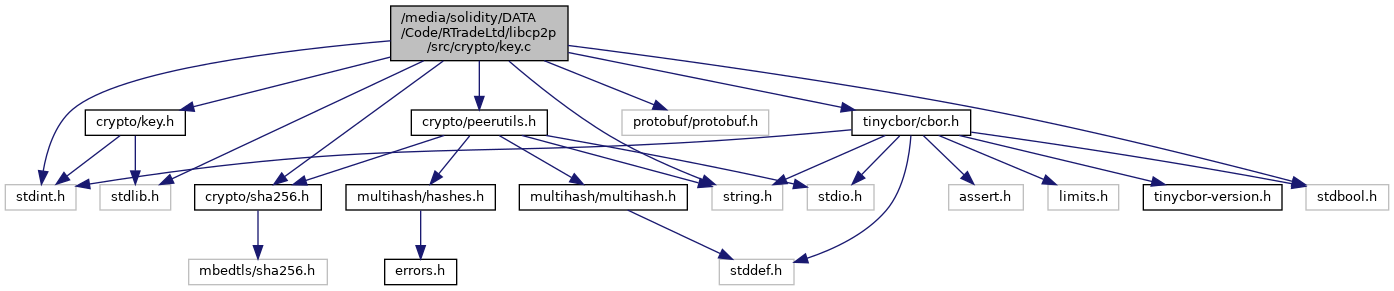 /media/solidity/DATA
/Code/RTradeLtd/libcp2p
/src/crypto/key.c
crypto/key.h
crypto/peerutils.h
protobuf/protobuf.h
tinycbor/cbor.h
stdint.h
stdlib.h
crypto/sha256.h
multihash/hashes.h
multihash/multihash.h
string.h
stdio.h
assert.h
limits.h
tinycbor-version.h
stdbool.h
mbedtls/sha256.h
errors.h
stddef.h